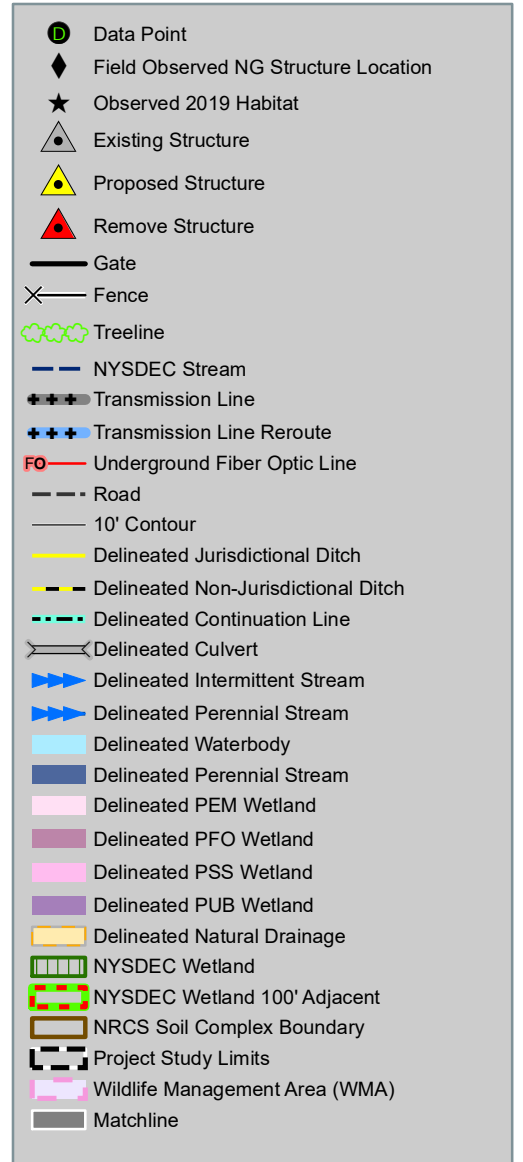 D Data Point
Field Observed NG Structure Location
Observed 2019 Habitat
Existing Structure
Proposed Structure
Remove Structure
Gate
Fence
Treeline
NYSDEC Stream
Transmission Line
Transmission Line Reroute
FO Underground Fiber Optic Line
Road
10' Contour
Delineated Jurisdictional Ditch
Delineated Non-Jurisdictional Ditch
Delineated Continuation Line
Delineated Culvert
Delineated Intermittent Stream
Delineated Perennial Stream
Delineated Waterbody
Delineated Perennial Stream
Delineated PEM Wetland
Delineated PFO Wetland
Delineated PSS Wetland
Delineated PUB Wetland
Delineated Natural Drainage
NYSDEC Wetland
NYSDEC Wetland 100' Adjacent
NRCS Soil Complex Boundary
Project Study Limits
Wildlife Management Area (WMA)
Matchline